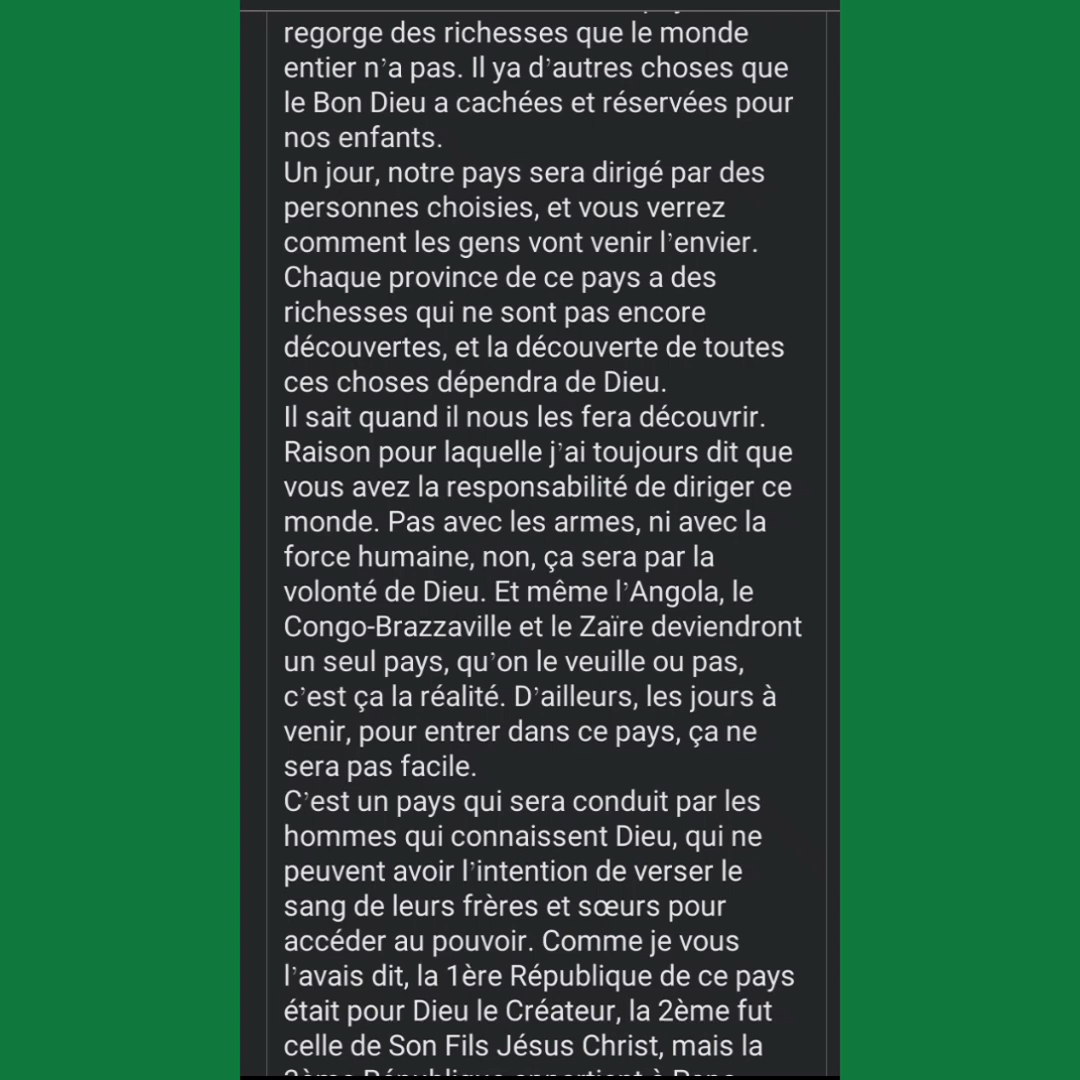 regorge des richesses que le monde
entier n’a pas. Il ya d’autres choses que
le Bon Dieu a cachées et réservées pour
nos enfants.
Un jour, notre pays sera dirigé par des
personnes choisies, et vous verrez
comment les gens vont venir l’envier.
Chaque province de ce pays a des
richesses qui ne sont pas encore
découvertes, et la découverte de toutes
ces choses dépendra de Dieu.
Il sait quand il nous les fera découvrir.
Raison pour laquelle j’ai toujours dit que
vous avez la responsabilité de diriger ce
monde. Pas avec les armes, ni avec la
force humaine, non, ça sera par la
volonté de Dieu. Et même l’Angola, le
Congo-Brazzaville et le Zaïre deviendront
un seul pays, qu’on le veuille ou pas,
c’est ça la réalité. D’ailleurs, les jours à
venir, pour entrer dans ce pays, ça ne
sera pas facile.
C’est un pays qui sera conduit par les
hommes qui connaissent Dieu, qui ne
peuvent avoir l’intention de verser le
sang de leurs frères et sœurs pour
accéder au pouvoir. Comme je vous
l’avais dit, la 1ère République de ce pays
était pour Dieu le Créateur, la 2ème fut
celle de Son Fils Jésus Christ, mais la